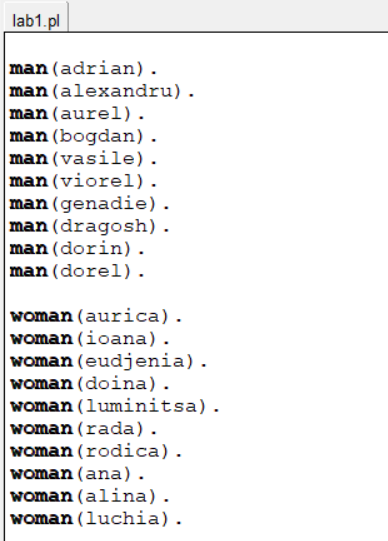 lab1.pl
man(adrian).
man(alexandru).
man(aurel).
man(bogdan).
man(vasile).
man(viorel).
man(genadie).
man(dragosh).
man(dorin).
man(dorel).
woman(aurica).
woman(ioana).
woman(eudjenia).
woman(doina).
woman(luminitsa).
woman(rada).
woman(rodica).
woman(ana).
woman(alina).
woman(luchia).